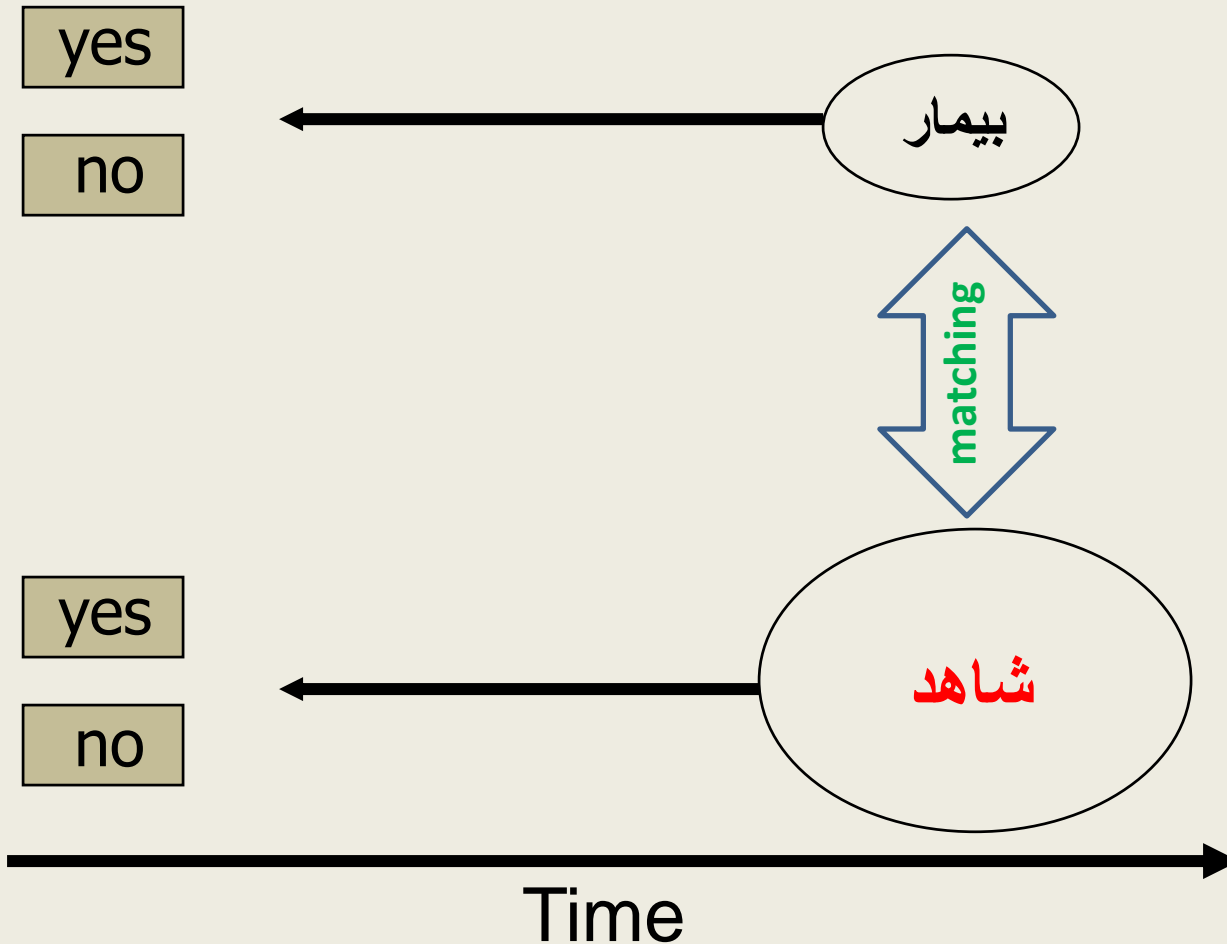 yes
بیمار
no
matching
yes
شاهد
no
Time